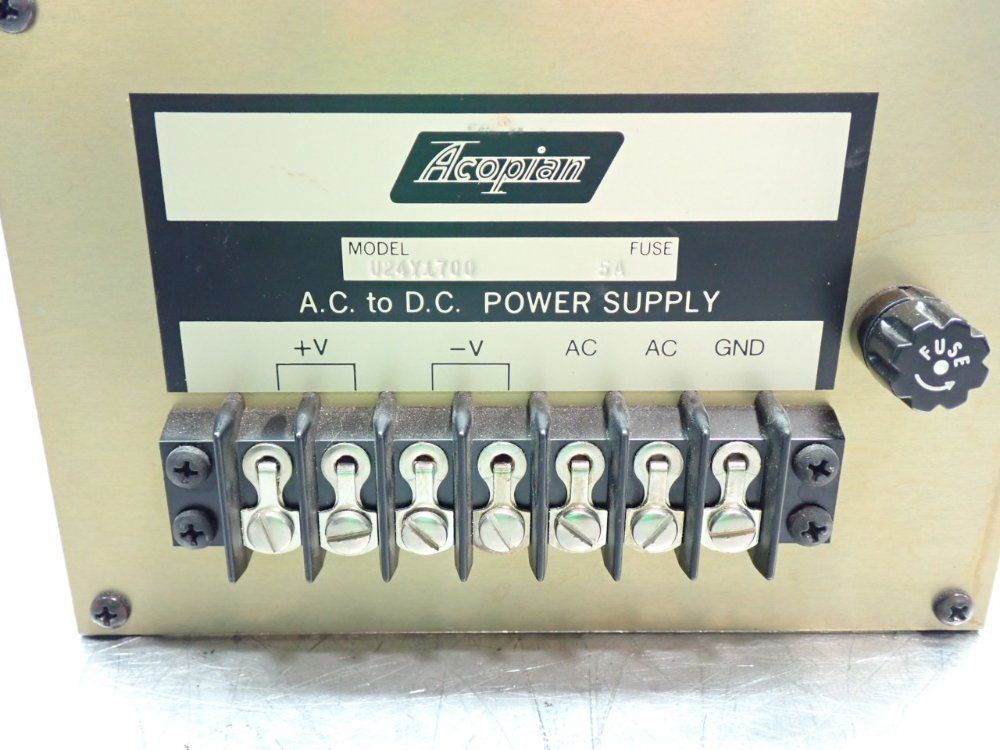 Acopian
MODEL FUSE
U24Y1700 5A
A.C. to D.C. POWER SUPPLY
+V -V AC AC GND
FUSE